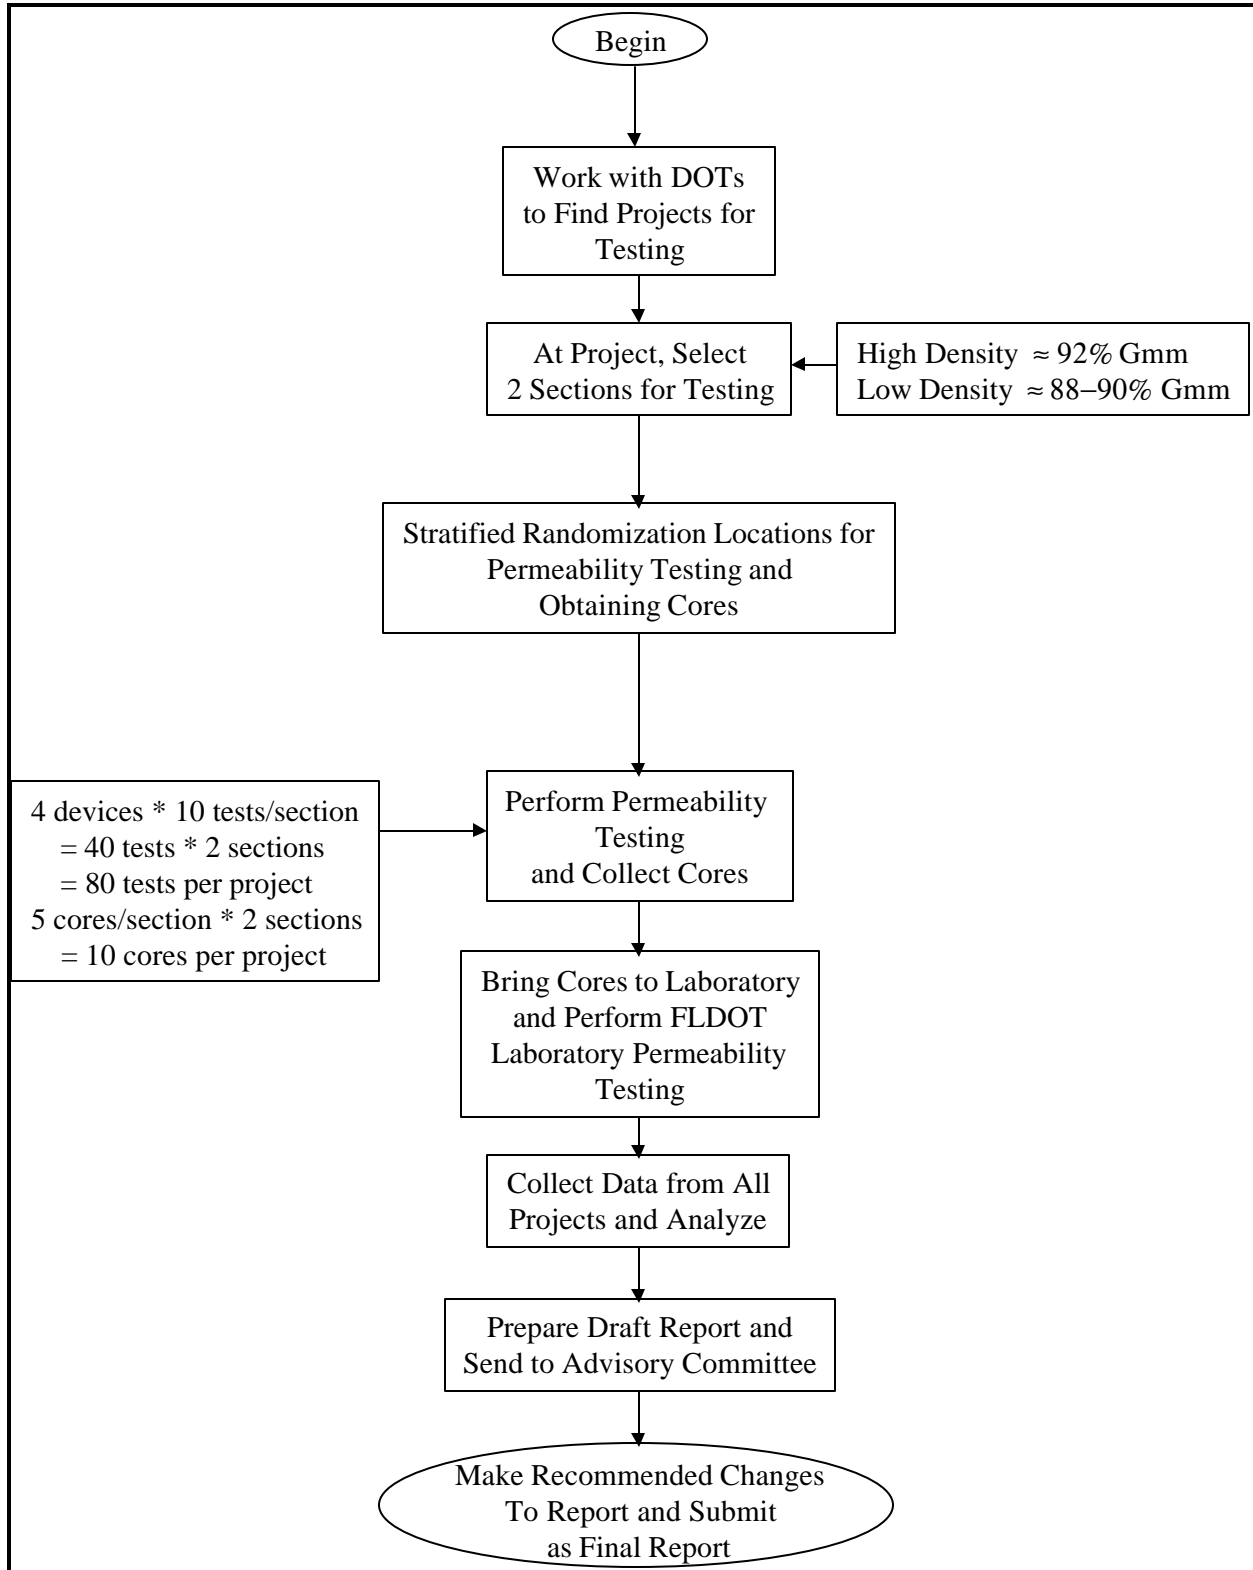 Begin
Work with DOTs
to Find Projects for
Testing
At Project, Select
2 Sections for Testing
High Density ≈ 92% Gmm
Low Density ≈ 88–90% Gmm
Stratified Randomization Locations for
Permeability Testing and
Obtaining Cores
4 devices * 10 tests/section
= 40 tests * 2 sections
= 80 tests per project
5 cores/section * 2 sections
= 10 cores per project
Perform Permeability
Testing
and Collect Cores
Bring Cores to Laboratory
and Perform FLDOT
Laboratory Permeability
Testing
Collect Data from All
Projects and Analyze
Prepare Draft Report and
Send to Advisory Committee
Make Recommended Changes
To Report and Submit
as Final Report